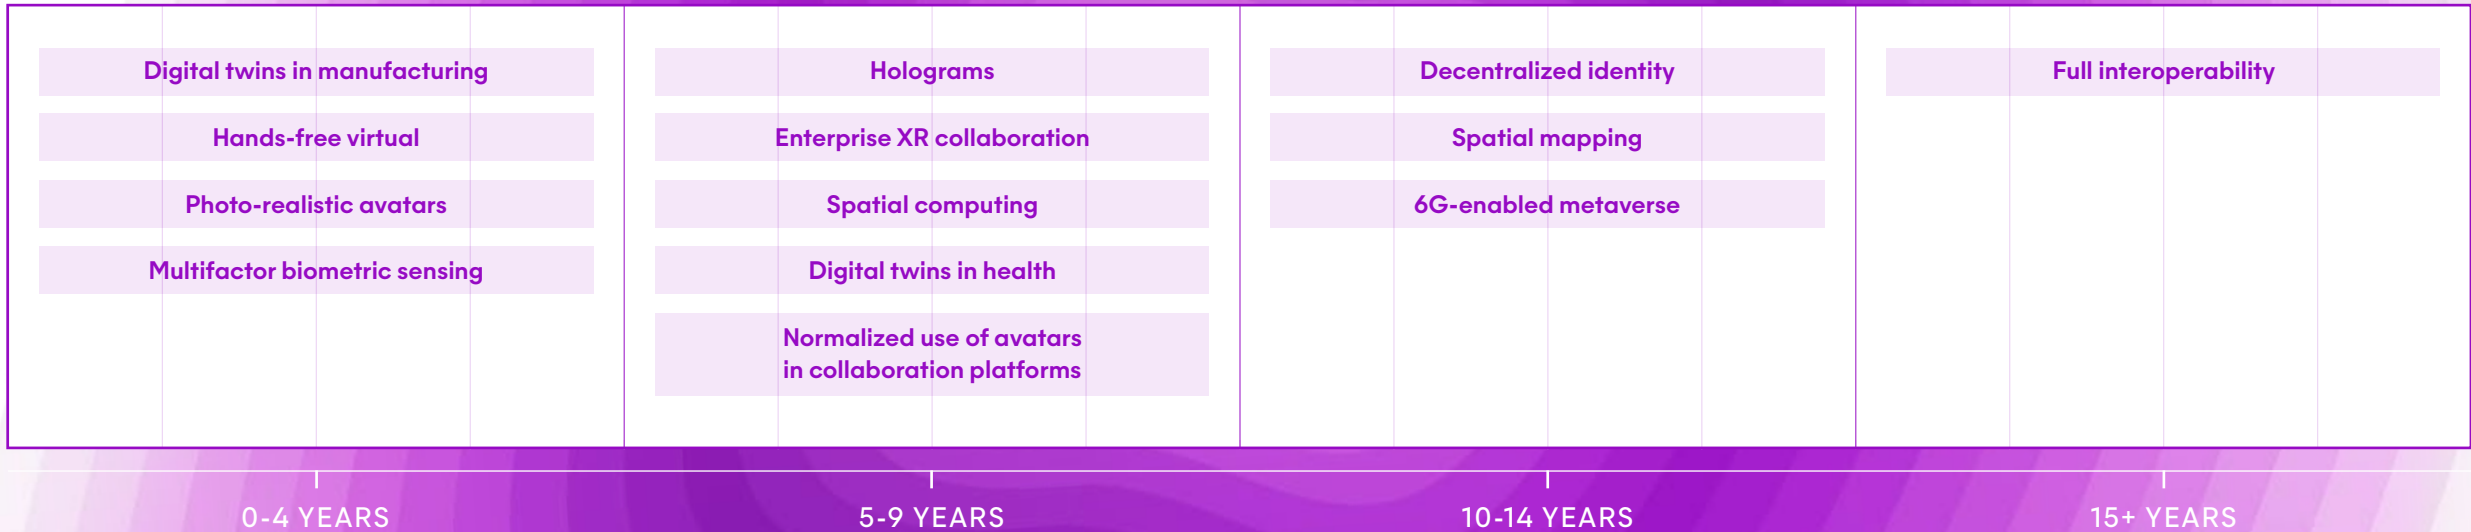 Digital twins in manufacturing
Hands-free virtual
Photo-realistic avatars
Multifactor biometric sensing
Holograms
Enterprise XR collaboration
Spatial computing
Digital twins in health
Normalized use of avatars
in collaboration platforms
Decentralized identity
Spatial mapping
6G-enabled metaverse
Full interoperability
0-4 YEARS
5-9 YEARS
10-14 YEARS
15+ YEARS